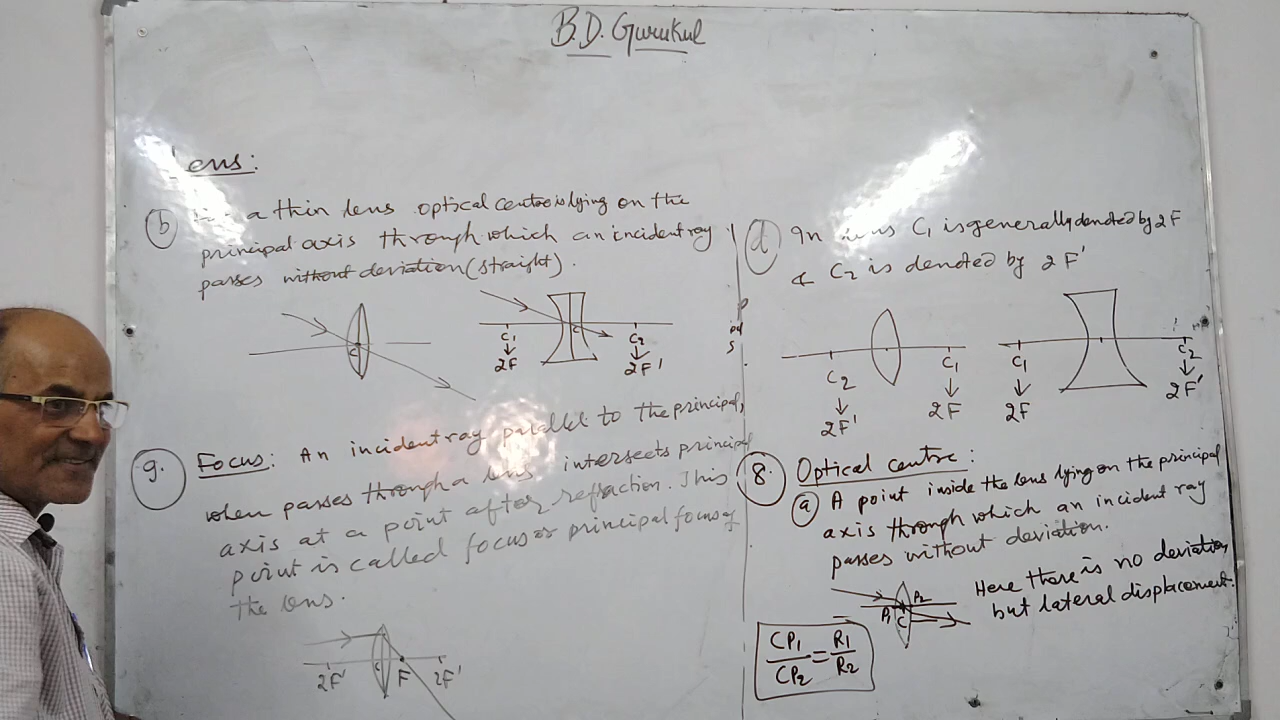 B.D. Gurukul
Lens:
(b) a thin lens optical centre is lying on the
principal axis through which an incident ray
passes without deviation (straight).
C
C1
2F
C
C2
2F'
9. Focus: An incident ray parallel to the principal,
when passes through a lens intersects principal
axis at a point after refraction. This
point is called focus or principal focus of
the lens.
2F'
C
F
2F'
(d) In C1 is generally denoted by 2F
& C2 is denoted by 2F'
C2
2F'
C1
2F
C1
2F
C2
2F'
8. Optical centre:
(a) A point inside the lens lying on the principal
axis through which an incident ray
passes without deviation.
P1
C
P2
Here there is no deviation,
but lateral displacement.
CP1/CP2 = R1/R2